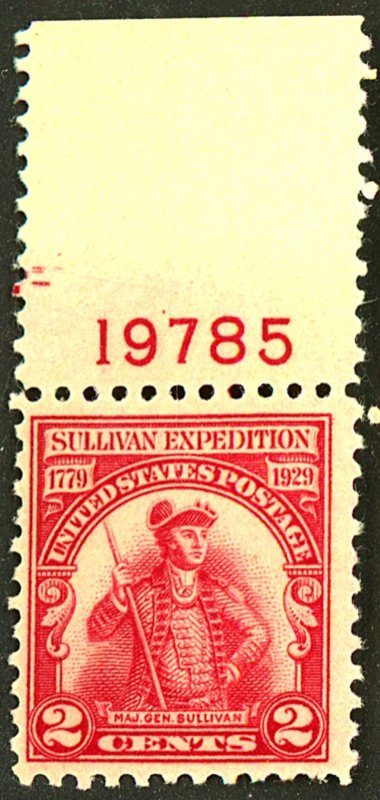 19785
SULLIVAN EXPEDITION
1779 1929
UNITED STATES POSTAGE
MAJ. GEN. SULLIVAN
2 CENTS 2